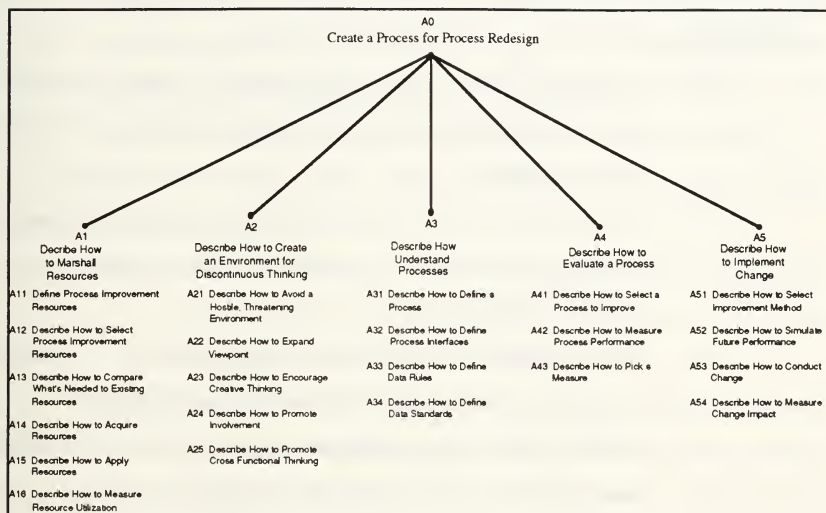 A0
Create a Process for Process Redesign
A1
Decribe How
to Marshall
Resources
A11 Define Process Improvement
Resources
A12 Describe How to Select
Process Improvement
Resources
A13 Describe How to Compare
What's Needed to Existing
Resources
A14 Describe How to Acquire
Resources
A15 Describe How to Apply
Resources
A16 Describe How to Measure
Resource Utilization
A2
Describe How to Create
an Environment for
Discontinuous Thinking
A21 Describe How to Avoid a
Hostile, Threatening
Environment
A22 Describe How to Expand
Viewpoint
A23 Describe How to Encourage
Creative Thinking
A24 Describe How to Promote
Involvement
A25 Describe How to Promote
Cross Functional Thinking
A3
Describe How
Understand
Processes
A31 Describe How to Define a
Process
A32 Describe How to Define
Process Interfaces
A33 Describe How to Define
Data Rules
A34 Describe How to Define
Data Standards
A4
Describe How to
Evaluate a Process
A41 Describe How to Select a
Process to Improve
A42 Describe How to Measure
Process Performance
A43 Describe How to Pick a
Measure
A5
Describe How
to Implement
Change
A51 Describe How to Select
Improvement Method
A52 Describe How to Simulate
Future Performance
A53 Describe How to Conduct
Change
A54 Describe How to Measure
Change Impact